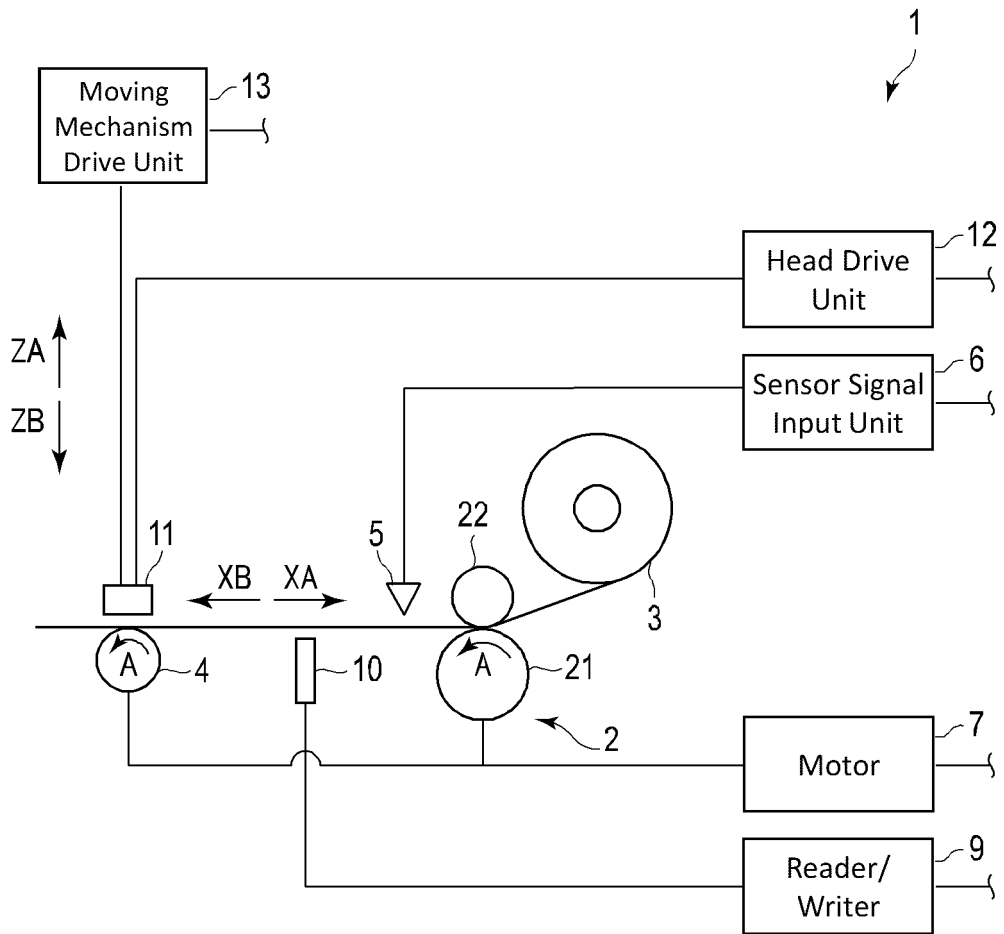 1
Moving
Mechanism
Drive Unit
13
12
Head Drive
Unit
ZA
ZB
6
Sensor Signal
Input Unit
11
XB
XA
5
22
3
A
4
10
A
21
2
7
Motor
9
Reader/
Writer